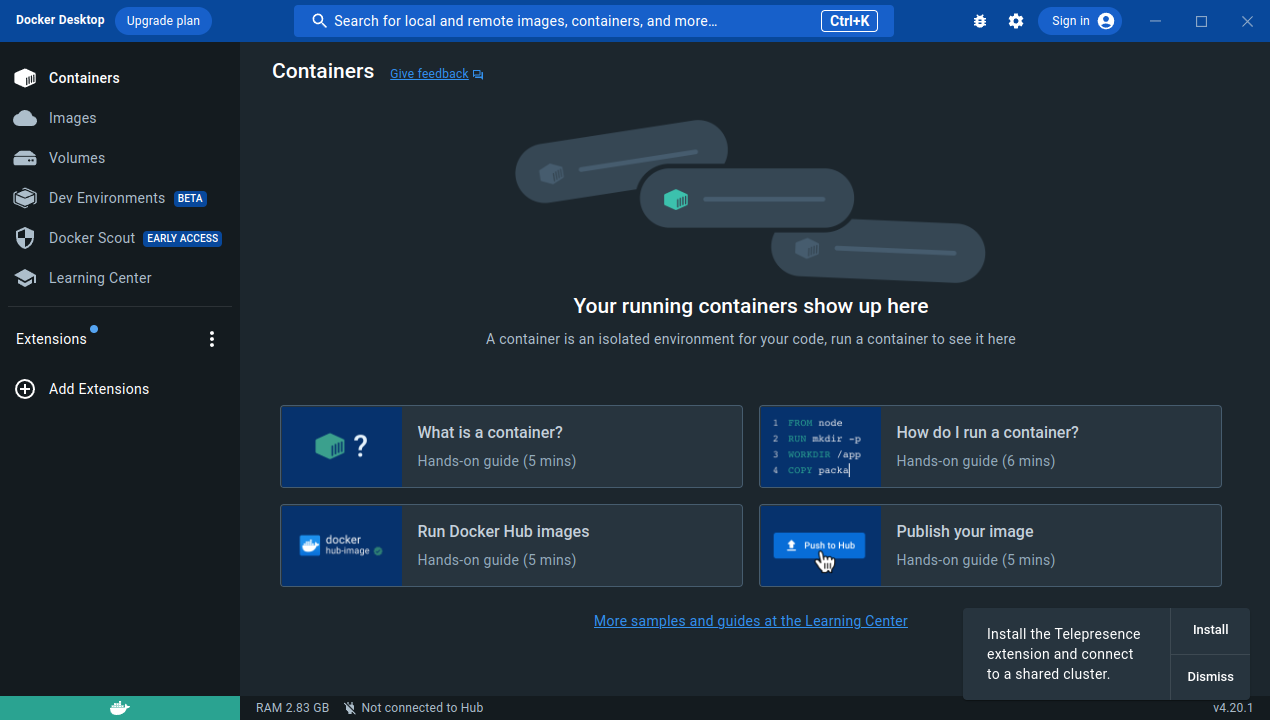 Docker Desktop
Upgrade plan
Search for local and remote images, containers, and more...
Ctrl+K
Sign in
Containers
Images
Volumes
Dev Environments BETA
Docker Scout EARLY ACCESS
Learning Center
Extensions
Add Extensions
Containers
Give feedback
Your running containers show up here
A container is an isolated environment for your code, run a container to see it here
?
What is a container?
Hands-on guide (5 mins)
1 FROM node
2 RUN mkdir -p
3 WORKDIR /app
4 COPY packa
How do I run a container?
Hands-on guide (6 mins)
docker
hub-image
Run Docker Hub images
Hands-on guide (5 mins)
Push to Hub
Publish your image
Hands-on guide (5 mins)
More samples and guides at the Learning Center
Install the Telepresence
extension and connect
to a shared cluster.
Install
Dismiss
RAM 2.83 GB
Not connected to Hub
v4.20.1